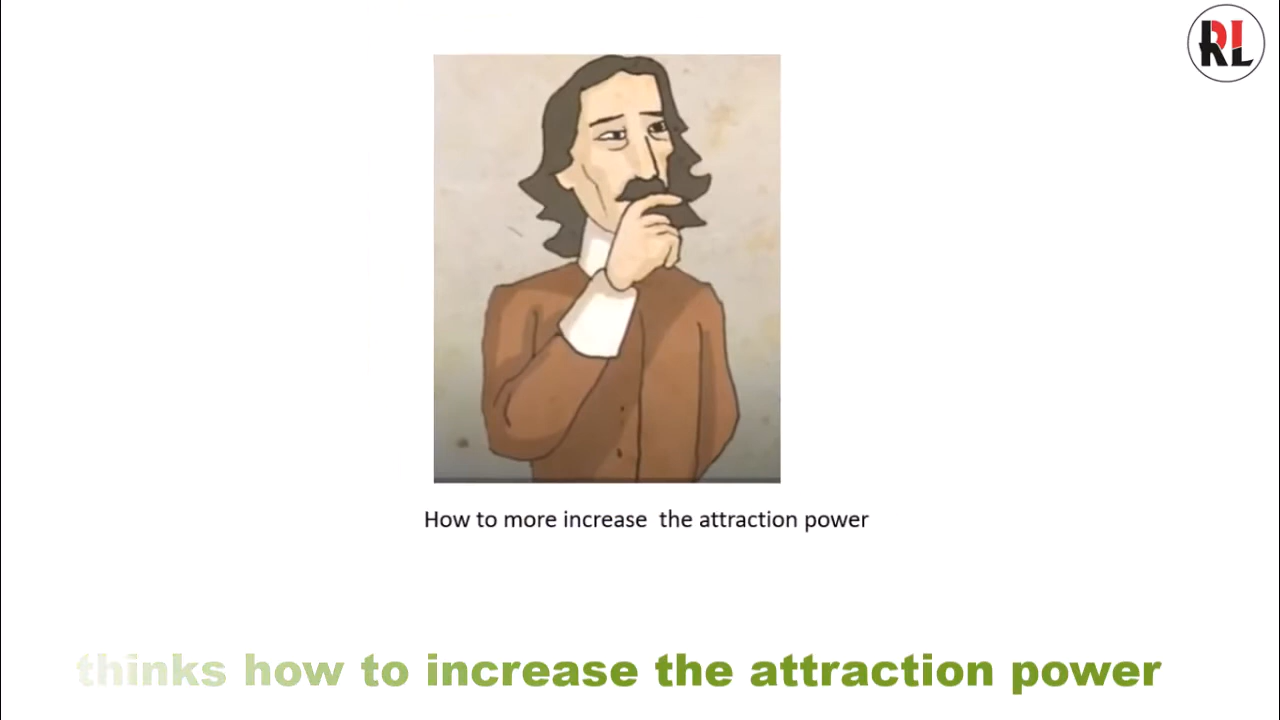 RL
How to more increase  the attraction power
thinks how to increase the attraction power